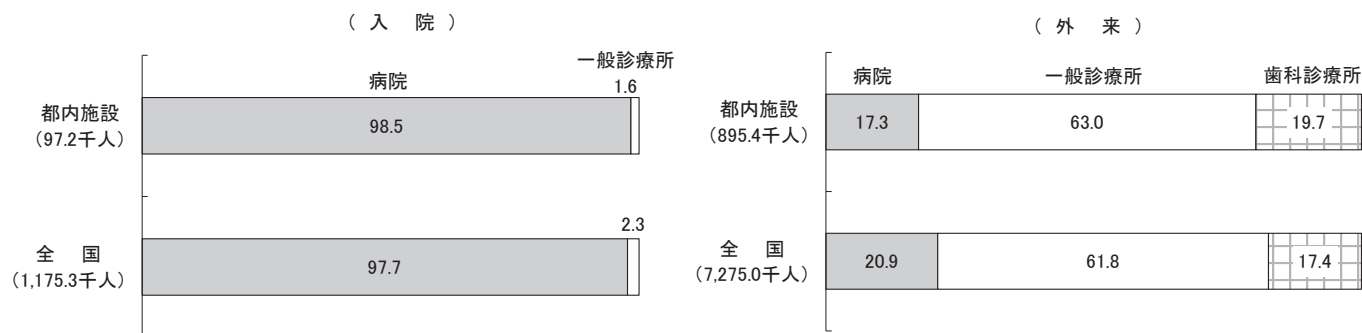 （ 入 院 ）
病院
一般診療所
都内施設
(97.2千人)
98.5
1.6
全 国
(1,175.3千人)
97.7
2.3
（ 外 来 ）
病院
一般診療所
歯科診療所
都内施設
(895.4千人)
17.3
63.0
19.7
全 国
(7,275.0千人)
20.9
61.8
17.4